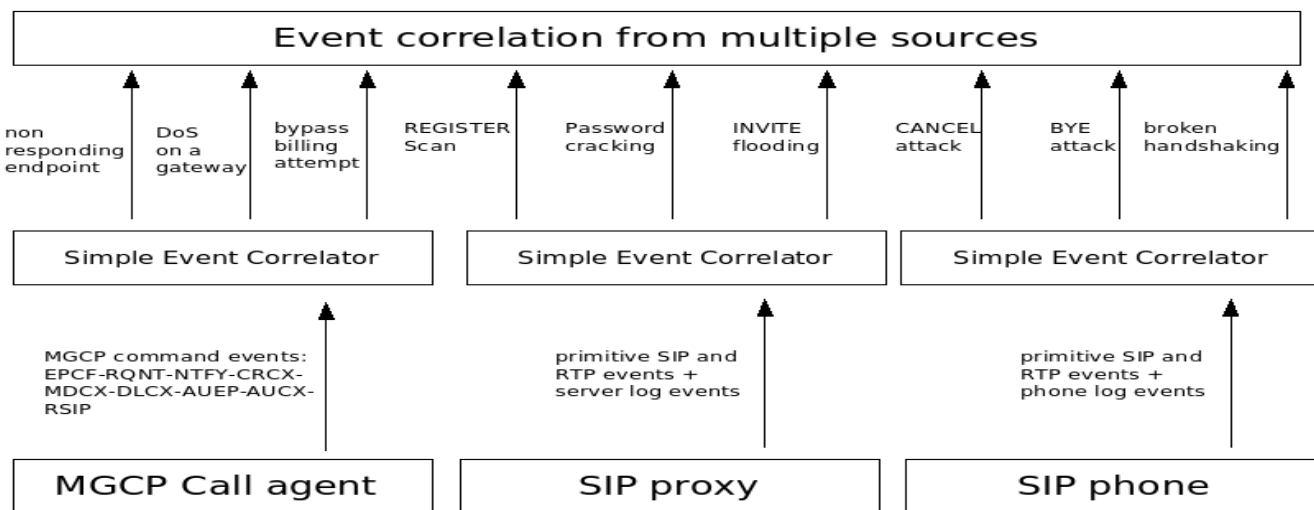 Event correlation from multiple sources
non
responding
endpoint
DoS
on a
gateway
bypass
billing
attempt
REGISTER
Scan
Password
cracking
INVITE
flooding
CANCEL
attack
BYE
attack
broken
handshaking
Simple Event Correlator
Simple Event Correlator
Simple Event Correlator
MGCP command events:
EPCF-RQNT-NTFY-CRCX-
MDCX-DLCX-AUEP-AUCX-
RSIP
primitive SIP and
RTP events +
server log events
primitive SIP and
RTP events +
phone log events
MGCP Call agent
SIP proxy
SIP phone